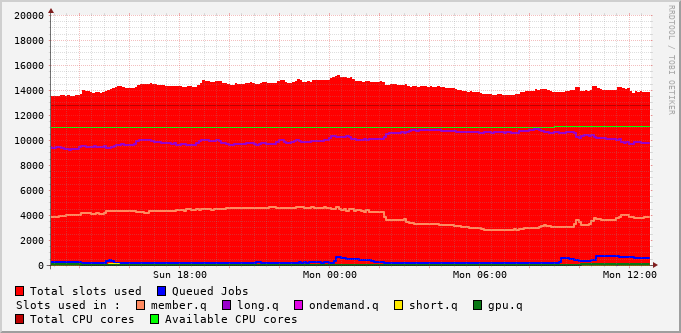 20000
18000
16000
14000
12000
10000
8000
6000
4000
2000
0
Sun 18:00 Mon 00:00 Mon 06:00 Mon 12:00
Total slots used Queued Jobs
Slots used in : member.q long.q ondemand.q short.q gpu.q
Total CPU cores Available CPU cores
RRDTOOL / TOBI OETIKER